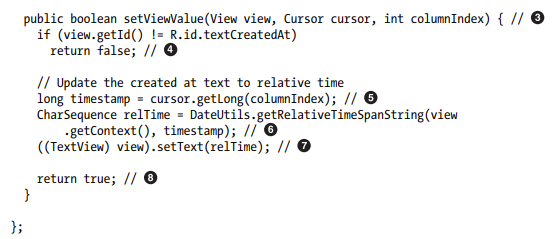 public boolean setViewValue(View view, Cursor cursor, int columnIndex) { // ❸
if (view.getId() != R.id.textCreatedAt)
return false; // ❹
// Update the created at text to relative time
long timestamp = cursor.getLong(columnIndex); // ❺
CharSequence relTime = DateUtils.getRelativeTimeSpanString(view
.getContext(), timestamp); // ❻
((TextView) view).setText(relTime); // ❼
return true; // ❽
}
};